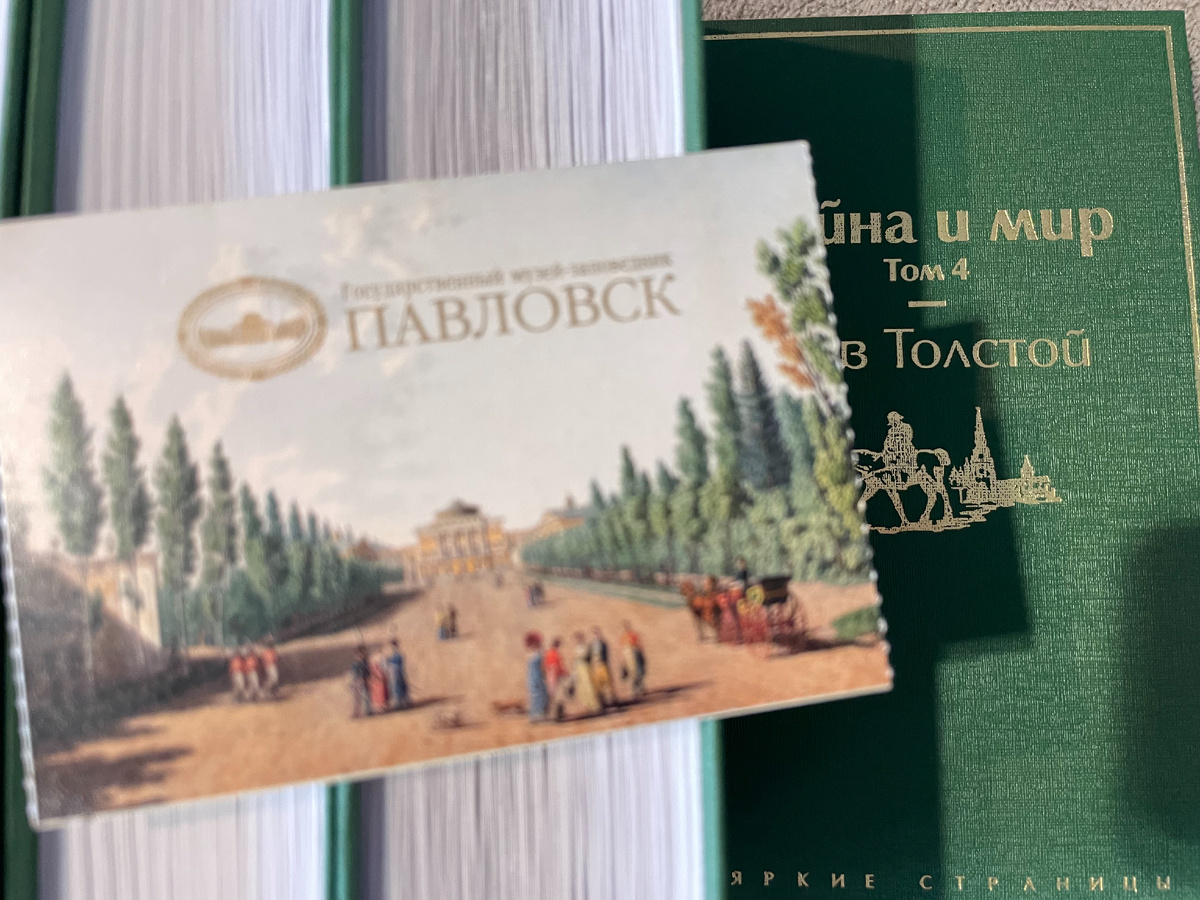 Государственный музей-заповедник
ПАВЛОВСК
йна и мир
Том 4
в Толстой
ЯРКИЕ СТРАНИЦЫ